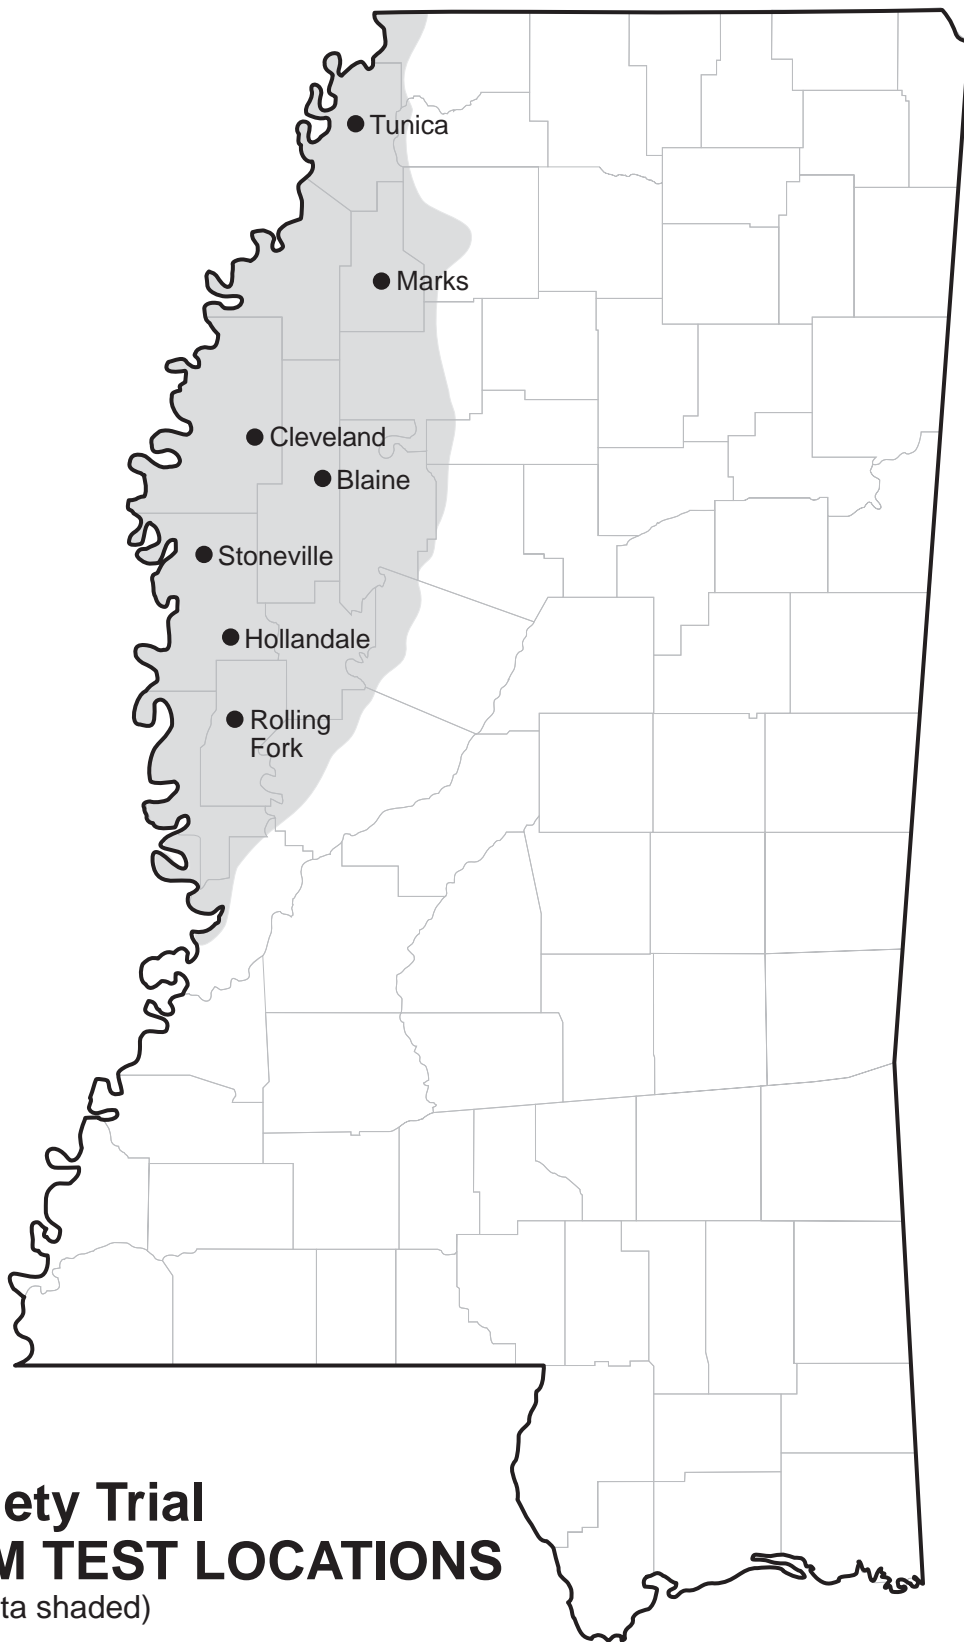 Tunica
Marks
Cleveland
Blaine
Stoneville
Hollandale
Rolling
Fork
ety Trial
M TEST LOCATIONS
ta shaded)